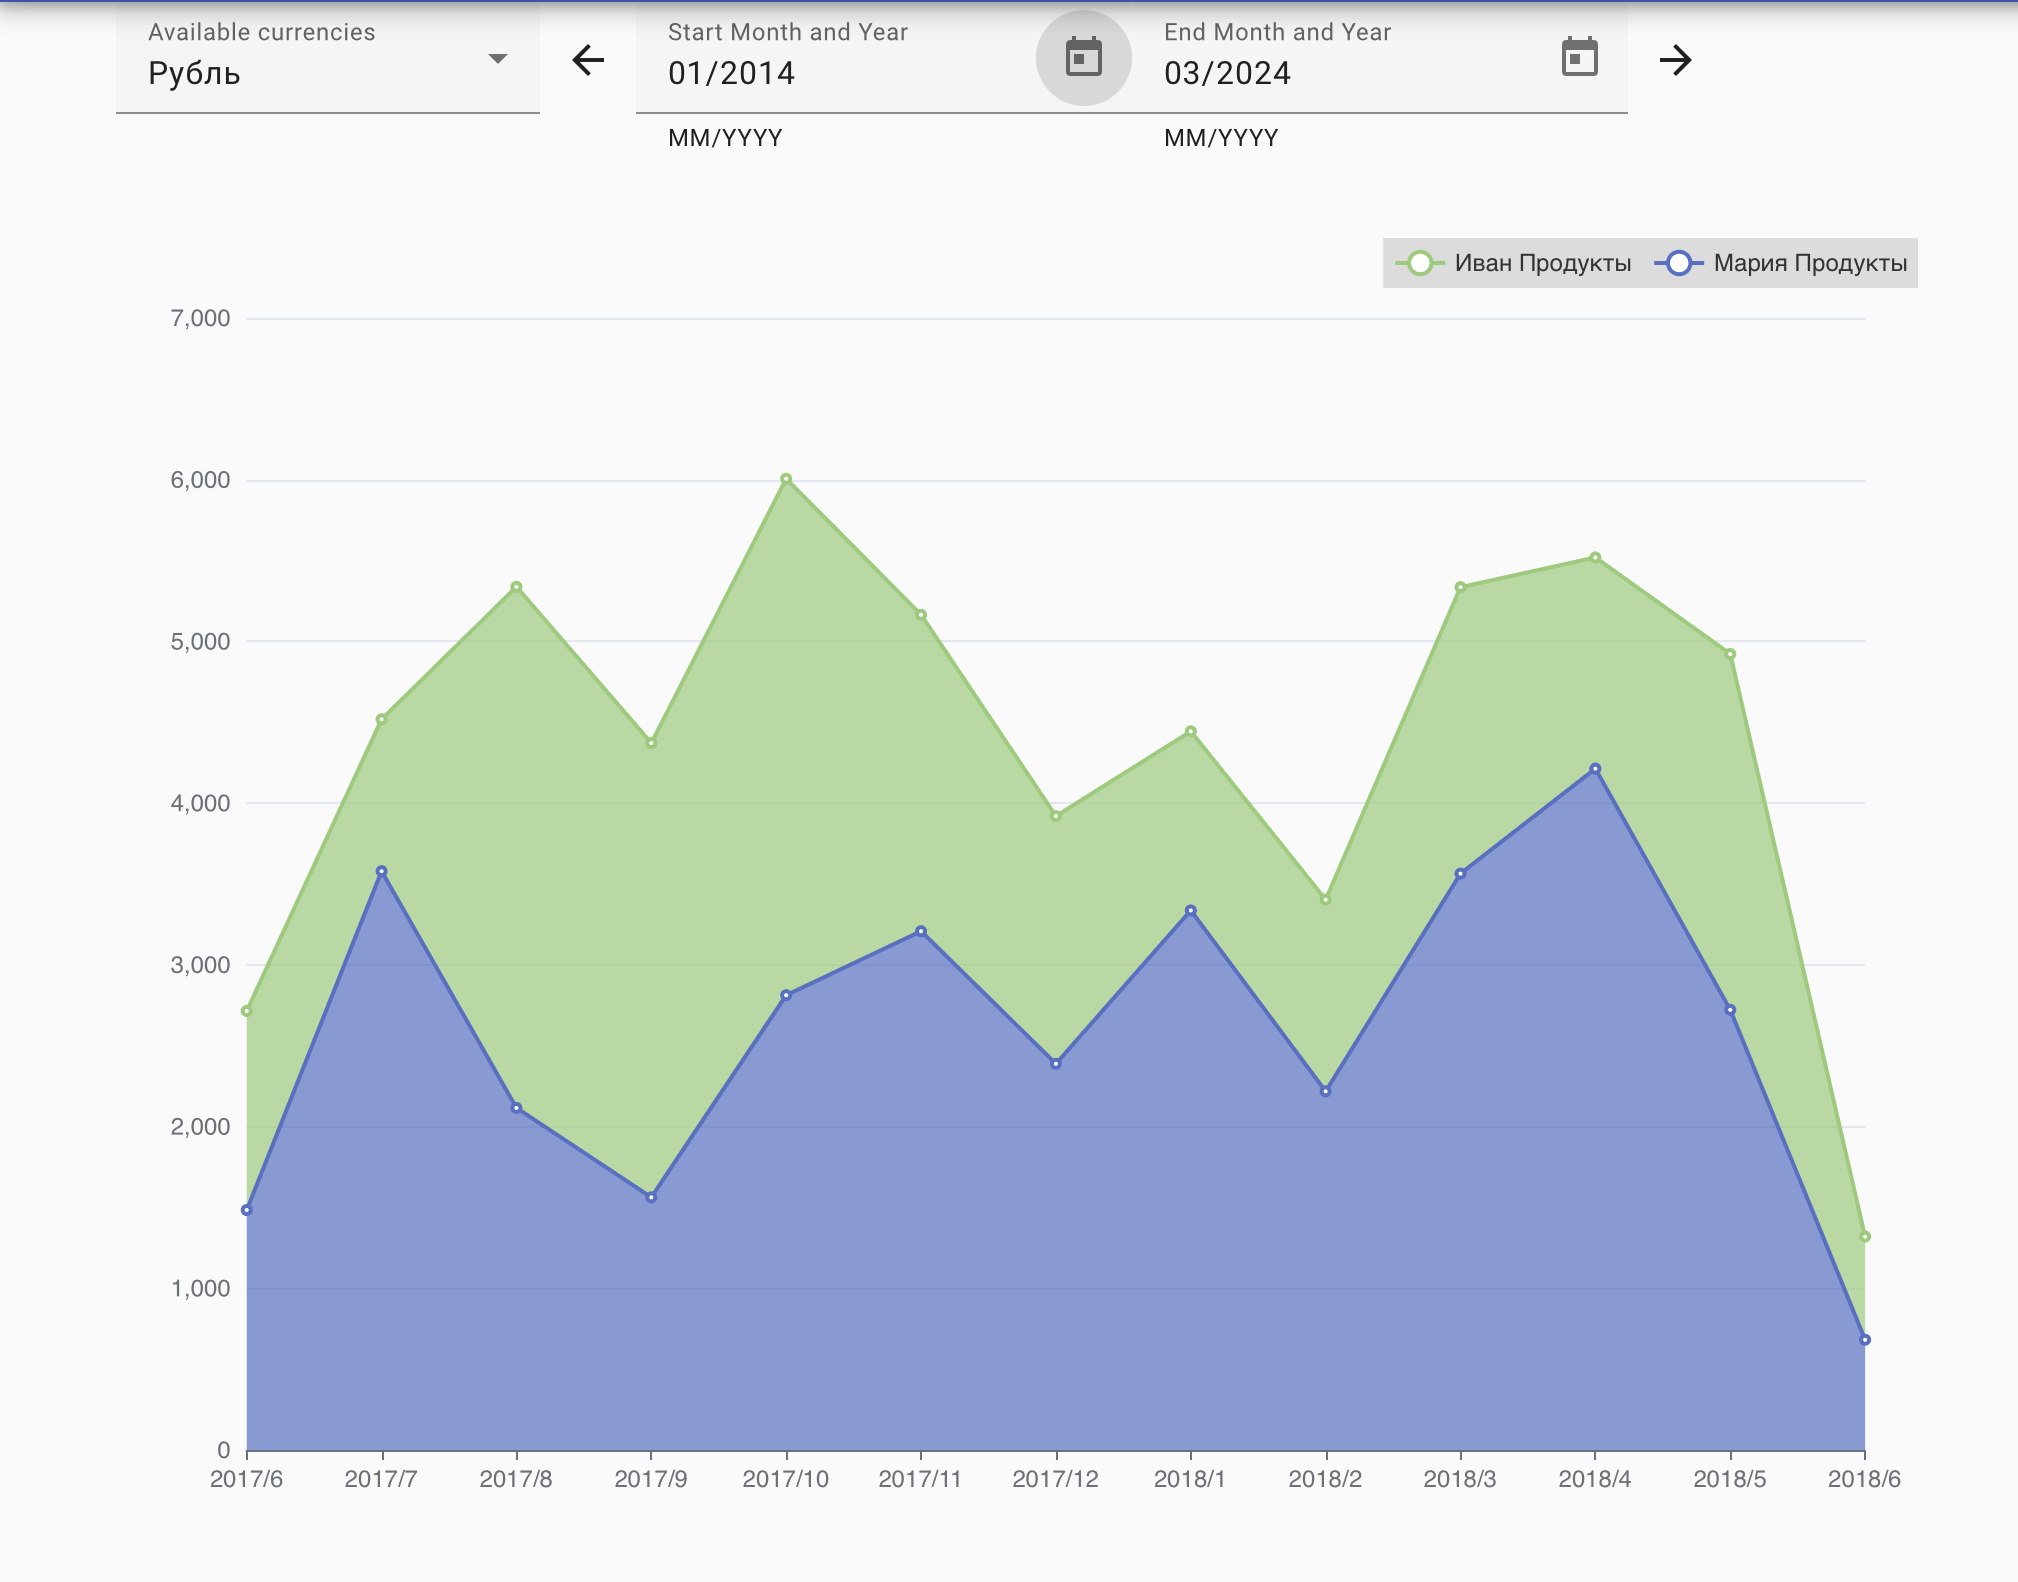 Available currencies
Рубль
Start Month and Year
01/2014
MM/YYYY
End Month and Year
03/2024
MM/YYYY
Иван Продукты
Мария Продукты
7,000
6,000
5,000
4,000
3,000
2,000
1,000
0
2017/6 2017/7 2017/8 2017/9 2017/10 2017/11 2017/12 2018/1 2018/2 2018/3 2018/4 2018/5 2018/6